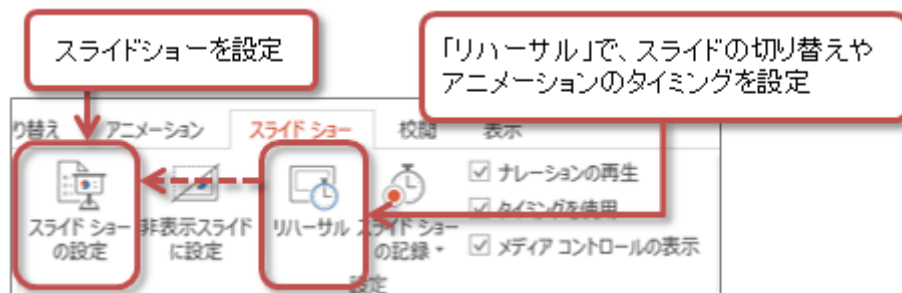 スライドショーを設定
「リハーサル」で、スライドの切り替えや
アニメーションのタイミングを設定
り替え アニメーション スライド ショー 校閲 表示
スライド ショー
の設定
非表示スライド
に設定
リハーサル
スライド ショー
の記録
ナレーションの再生
タイミングを使用
メディア コントロールの表示
設定